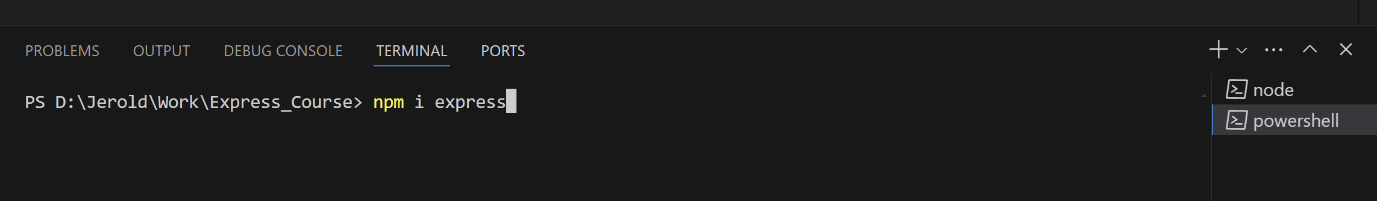 PROBLEMS OUTPUT DEBUG CONSOLE TERMINAL PORTS
PS D:\Jerold\Work\Express_Course> npm i express
node
powershell